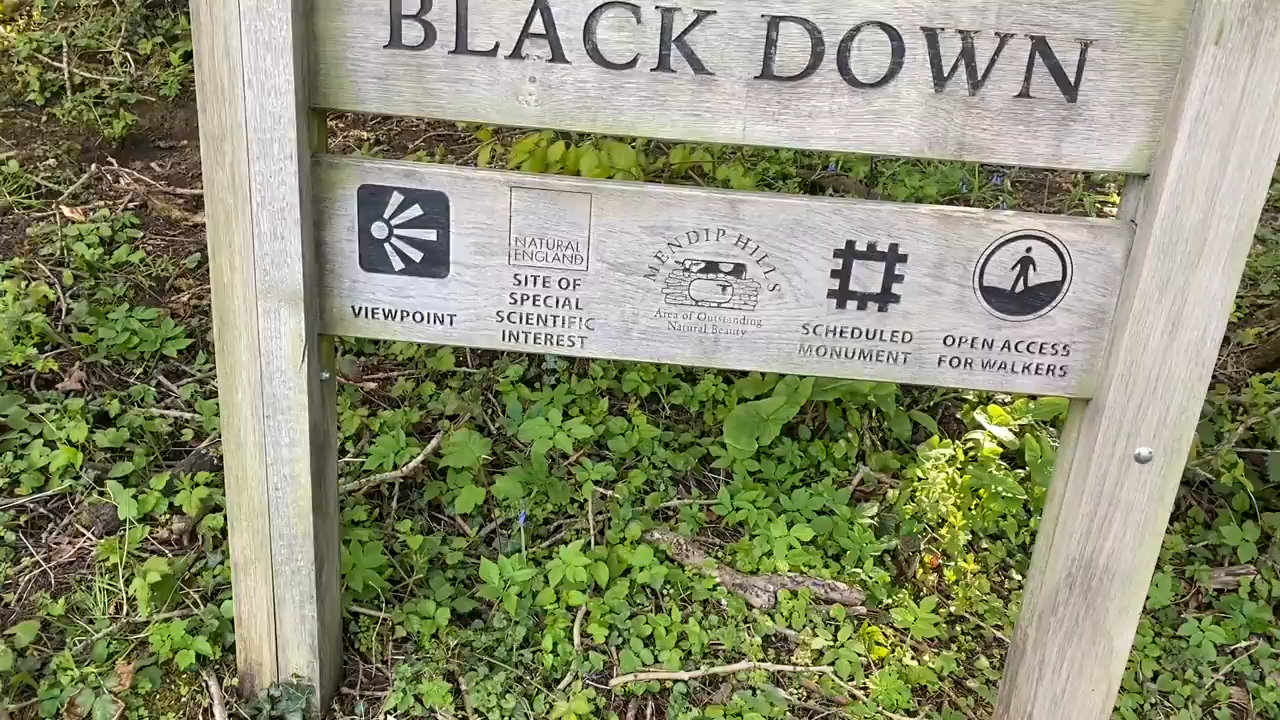 BLACK DOWN
VIEWPOINT
NATURAL
ENGLAND
SITE OF
SPECIAL
SCIENTIFIC
INTEREST
MENDIP HILLS
Area of Outstanding
Natural Beauty
SCHEDULED
MONUMENT
OPEN ACCESS
FOR WALKERS